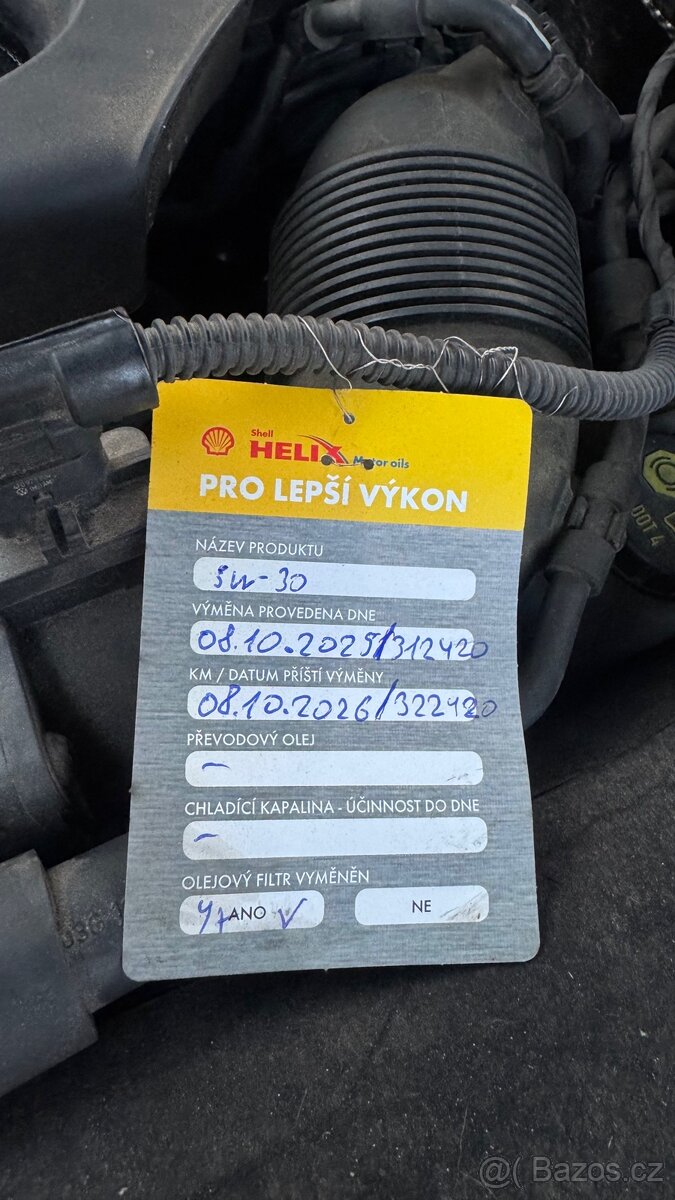 Shell
HELIX Motor oils
PRO LEPŠÍ VÝKON
NÁZEV PRODUKTU
5W-30
VÝMĚNA PROVEDENA DNE
08.10.2025/312420
KM / DATUM PŘÍŠTÍ VÝMĚNY
08.10.2026/322420
PŘEVODOVÝ OLEJ
-
CHLADÍCÍ KAPALINA - ÚČINNOST DO DNE
-
OLEJOVÝ FILTR VYMĚNĚN
ANO ✓ NE
DOT 4
@( Bazos.cz